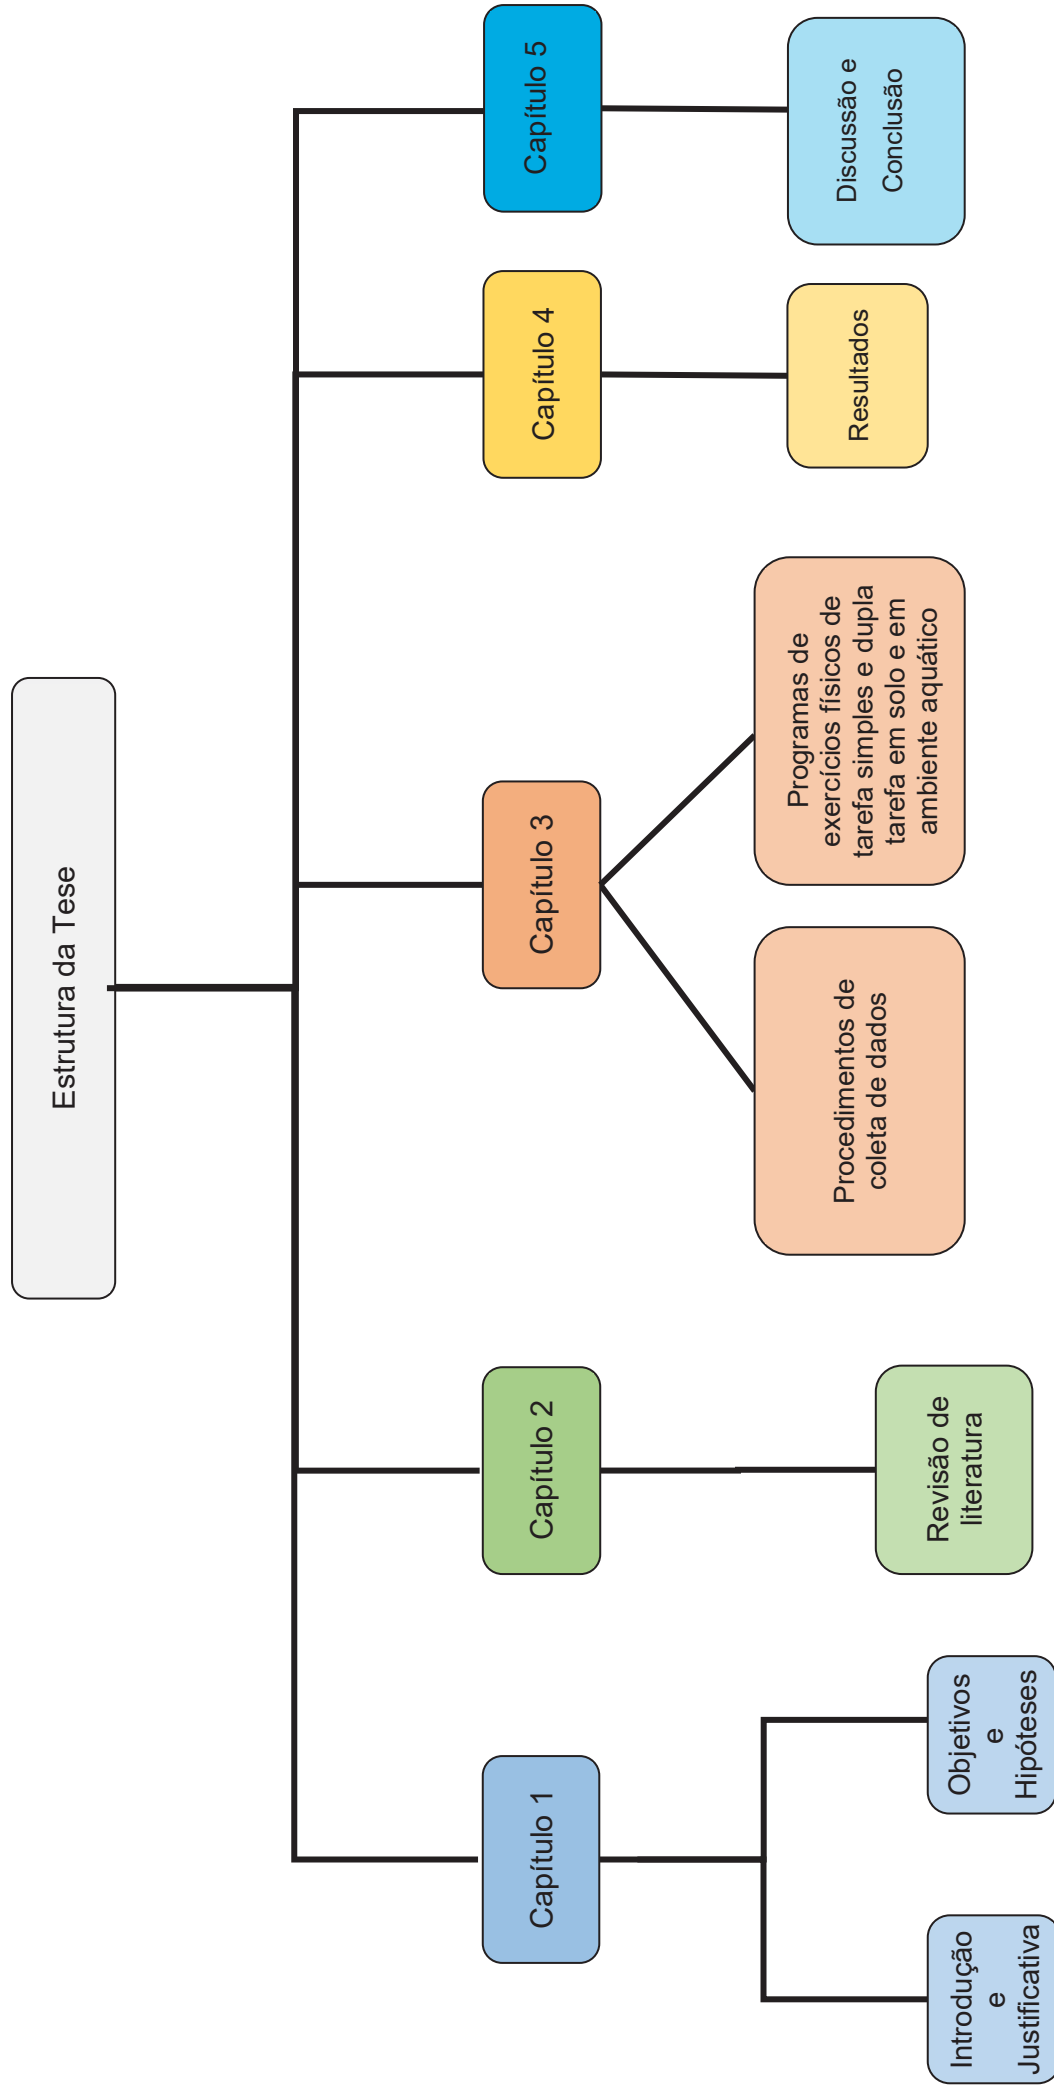 Estrutura da Tese
Capítulo 1
Capítulo 2
Capítulo 3
Capítulo 4
Capítulo 5
Introdução
e
Justificativa
Objetivos
e
Hipóteses
Revisão de
literatura
Procedimentos de
coleta de dados
Programas de
exercícios físicos de
tarefa simples e dupla
tarefa em solo e em
ambiente aquático
Resultados
Discussão e
Conclusão